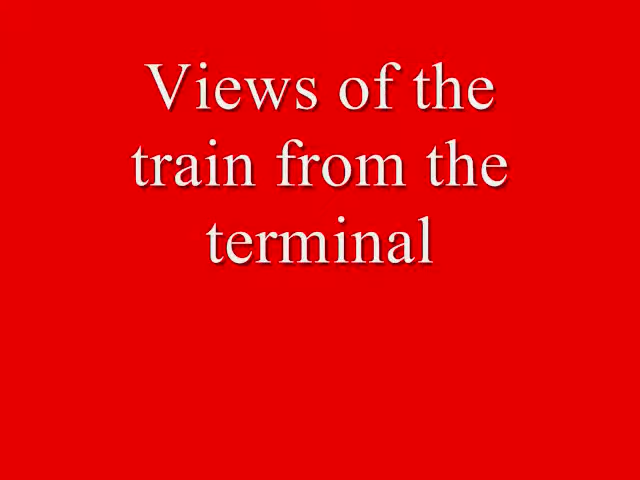 Views of the
train from the
terminal